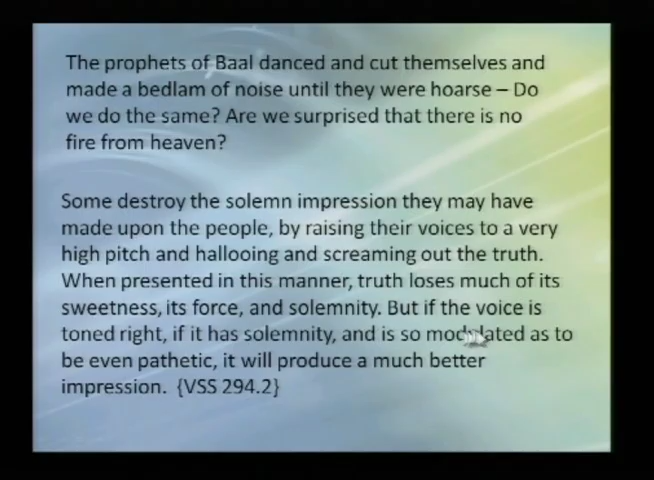 The prophets of Baal danced and cut themselves and
made a bedlam of noise until they were hoarse – Do
we do the same? Are we surprised that there is no
fire from heaven?
Some destroy the solemn impression they may have
made upon the people, by raising their voices to a very
high pitch and hallooing and screaming out the truth.
When presented in this manner, truth loses much of its
sweetness, its force, and solemnity. But if the voice is
toned right, if it has solemnity, and is so modulated as to
be even pathetic, it will produce a much better
impression. {VSS 294.2}